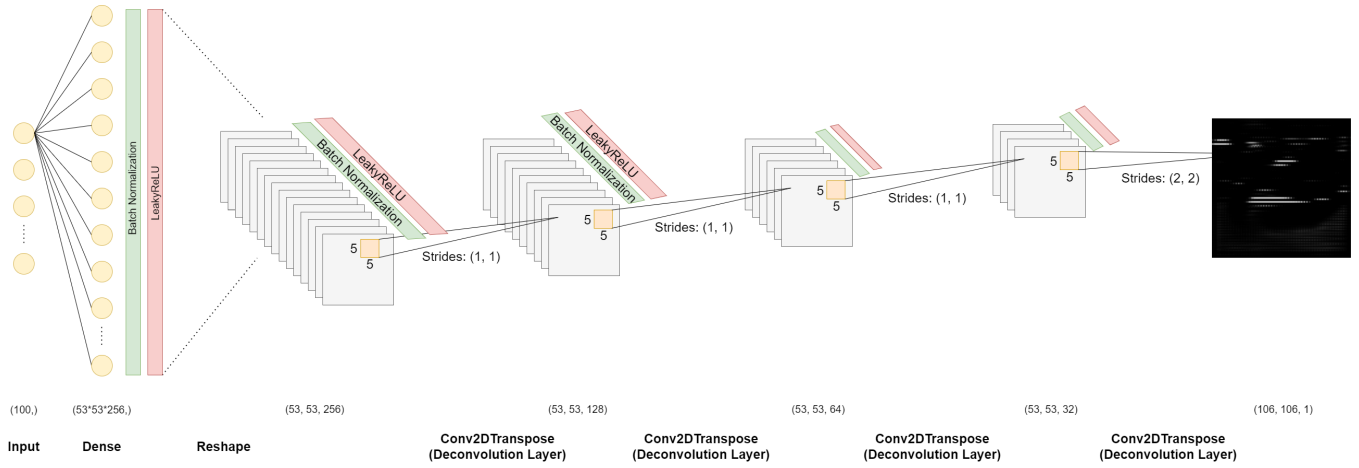 Batch Normalization
LeakyReLU
Batch Normalization
LeakyReLU
5
5
Strides: (1, 1)
Batch Normalization
LeakyReLU
5
5
Strides: (1, 1)
5
5
Strides: (1, 1)
5
5
Strides: (2, 2)
(100,)
(53*53*256,)
(53, 53, 256)
(53, 53, 128)
(53, 53, 64)
(53, 53, 32)
(106, 106, 1)
Input
Dense
Reshape
Conv2DTranspose
(Deconvolution Layer)
Conv2DTranspose
(Deconvolution Layer)
Conv2DTranspose
(Deconvolution Layer)
Conv2DTranspose
(Deconvolution Layer)